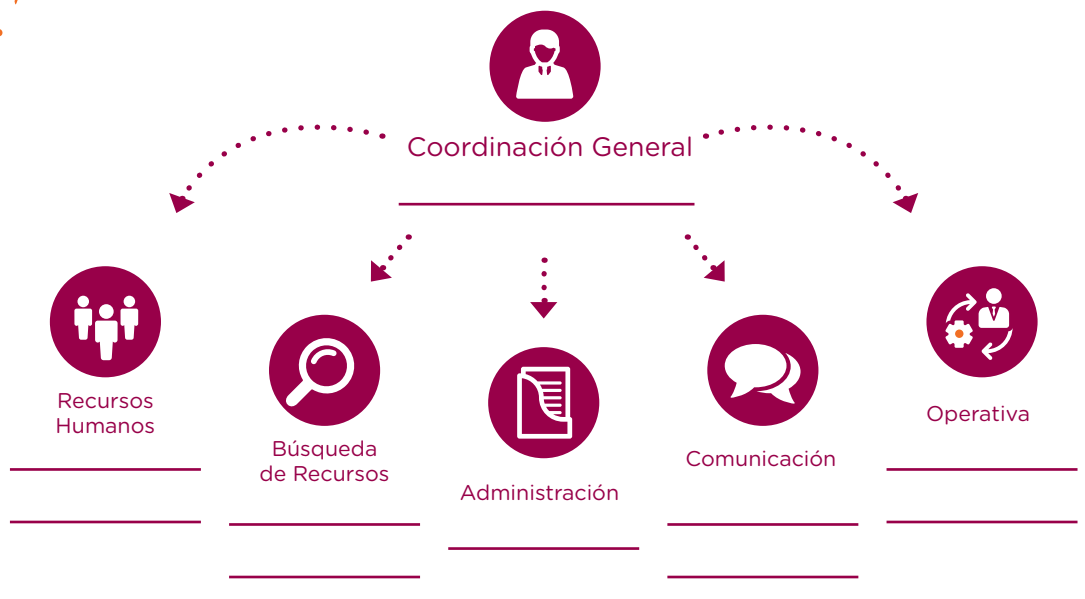 Coordinación General
Recursos
Humanos
Búsqueda
de Recursos
Administración
Comunicación
Operativa